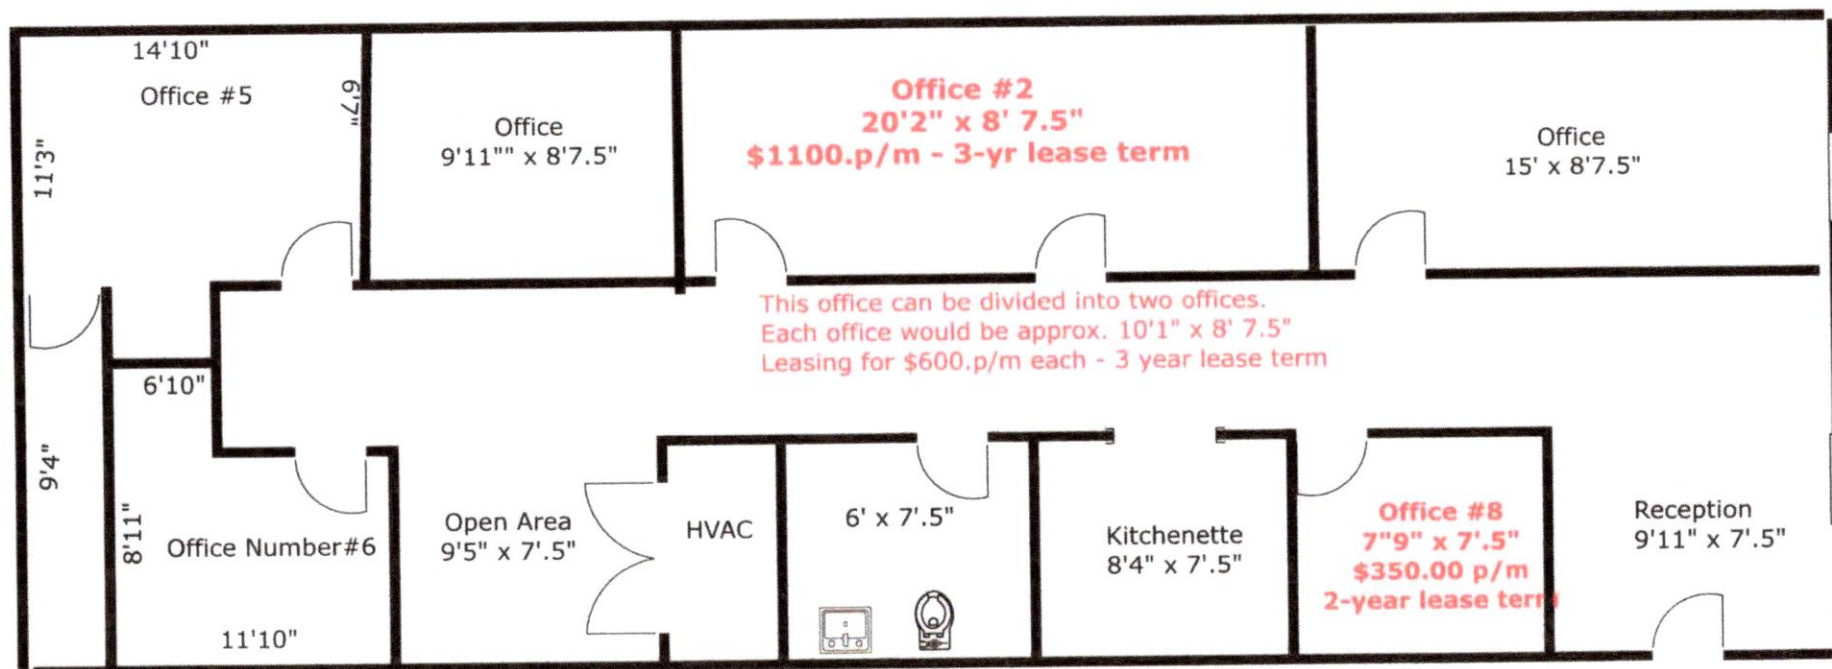 14'10"
Office #5
6'7"
11'3"
Office
9'11"" x 8'7.5"
Office #2
20'2" x 8' 7.5"
$1100.p/m - 3-yr lease term
Office
15' x 8'7.5"
This office can be divided into two offices.
Each office would be approx. 10'1" x 8' 7.5"
Leasing for $600.p/m each - 3 year lease term
6'10"
9'4"
8'11"
Office Number#6
11'10"
Open Area
9'5" x 7'.5"
HVAC
6' x 7'.5"
Kitchenette
8'4" x 7'.5"
Office #8
7"9" x 7'.5"
$350.00 p/m
2-year lease term
Reception
9'11" x 7'.5"